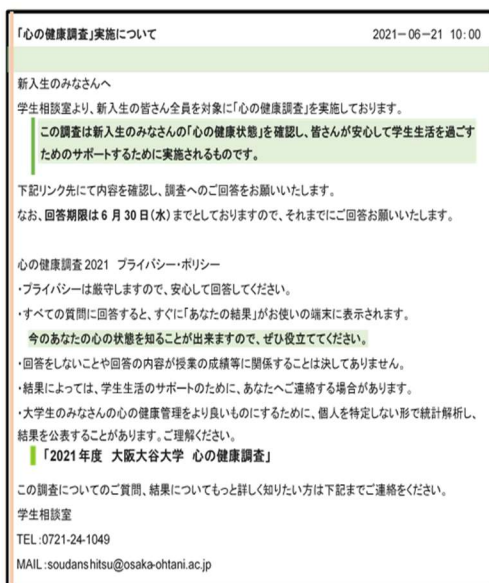 「心の健康調査」実施について 2021－06－21 10：00
新入生のみなさんへ
学生相談室より、新入生の皆さん全員を対象に「心の健康調査」を実施しております。
この調査は新入生のみなさんの「心の健康状態」を確認し、皆さんが安心して学生生活を過ごす
ためのサポートするために実施されるものです。
下記リンク先にて内容を確認し、調査へのご回答をお願いいたします。
なお、回答期限は6月30日（水）までとしておりますので、それまでにご回答お願いいたします。
心の健康調査2021 プライバシー・ポリシー
・プライバシーは厳守しますので、安心して回答してください。
・すべての質問に回答すると、すぐに「あなたの結果」がお使いの端末に表示されます。
今のあなたの心の状態を知ることが出来ますので、ぜひ役立ててください。
・回答をしないことや回答の内容が授業の成績等に関係することは決してありません。
・結果によっては、学生生活のサポートのために、あなたへご連絡する場合があります。
・大学生のみなさんの心の健康管理をより良いものにするために、個人を特定しない形で統計解析し、
結果を公表することがあります。ご理解ください。
「2021年度 大阪大谷大学 心の健康調査」
この調査についてのご質問、結果についてもっと詳しく知りたい方は下記までご連絡をください。
学生相談室
TEL：0721-24-1049
MAIL：soudanshitsu@osaka-ohtani.ac.jp